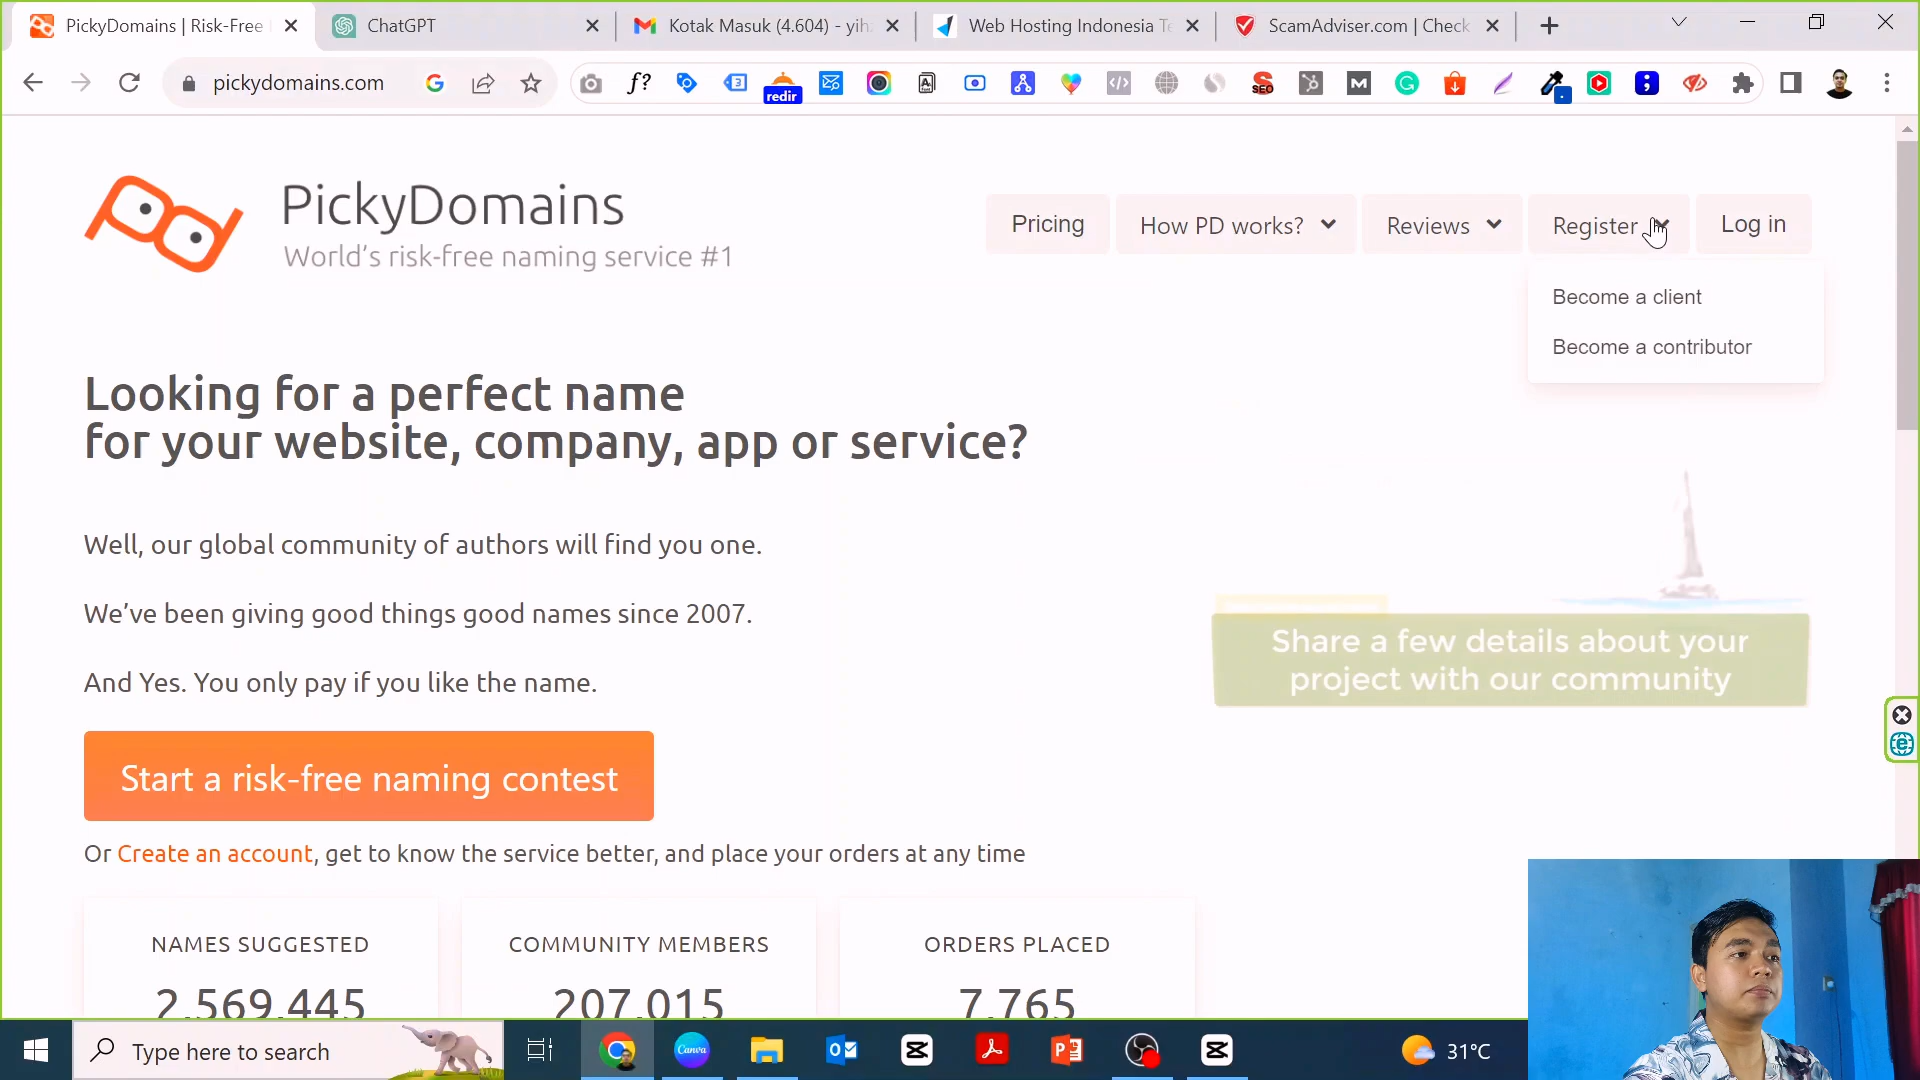 PickyDomains | Risk-Free
ChatGPT
Kotak Masuk (4.604) - yih
Web Hosting Indonesia Te
ScamAdviser.com | Check
pickydomains.com
f?
3
redir
SEO
M
PickyDomains
World's risk-free naming service #1
Pricing
How PD works?
Reviews
Register
Log in
Become a client
Become a contributor
Looking for a perfect name
for your website, company, app or service?
Well, our global community of authors will find you one.
We've been giving good things good names since 2007.
And Yes. You only pay if you like the name.
Share a few details about your
project with our community
Start a risk-free naming contest
Or Create an account, get to know the service better, and place your orders at any time
NAMES SUGGESTED
COMMUNITY MEMBERS
ORDERS PLACED
2.569.445
207.015
7.765
Type here to search
Canva
31°C